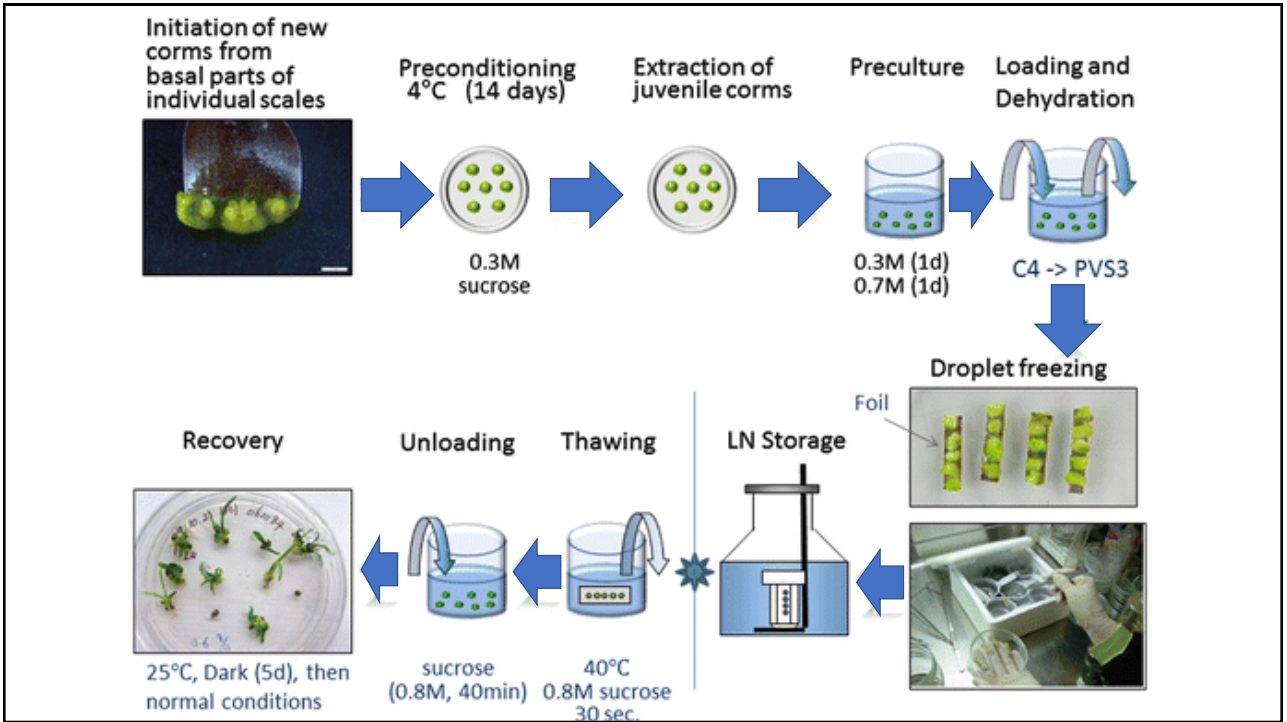 Initiation of new
corms from
basal parts of
individual scales
Preconditioning
4°C (14 days)
0.3M
sucrose
Extraction of
juvenile corms
Preculture
0.3M (1d)
0.7M (1d)
Loading and
Dehydration
C4 -> PVS3
Droplet freezing
Foil
LN Storage
Thawing
40°C
0.8M sucrose
30 sec.
Unloading
sucrose
(0.8M, 40min)
Recovery
25°C, Dark (5d), then
normal conditions